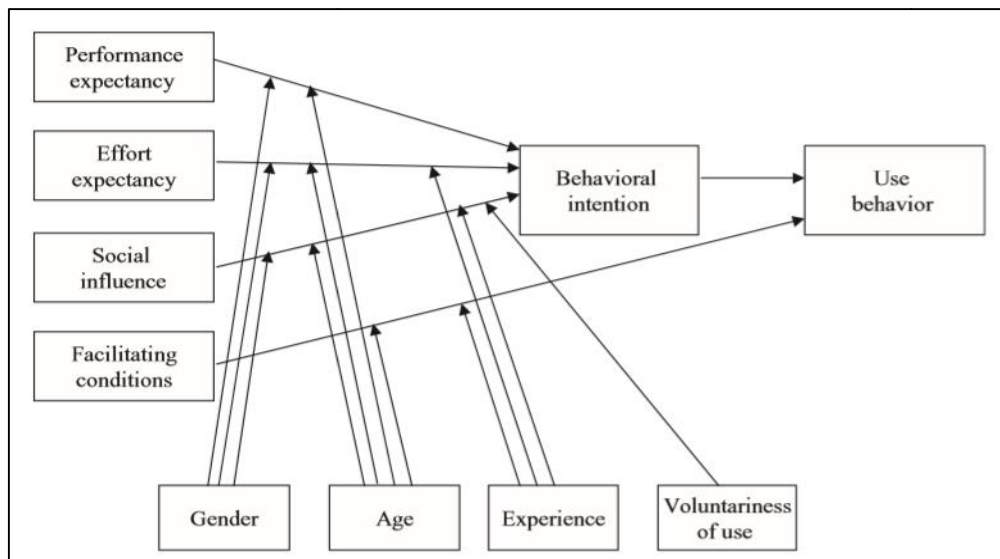 Performance
expectancy
Effort
expectancy
Social
influence
Facilitating
conditions
Behavioral
intention
Use
behavior
Gender
Age
Experience
Voluntariness
of use